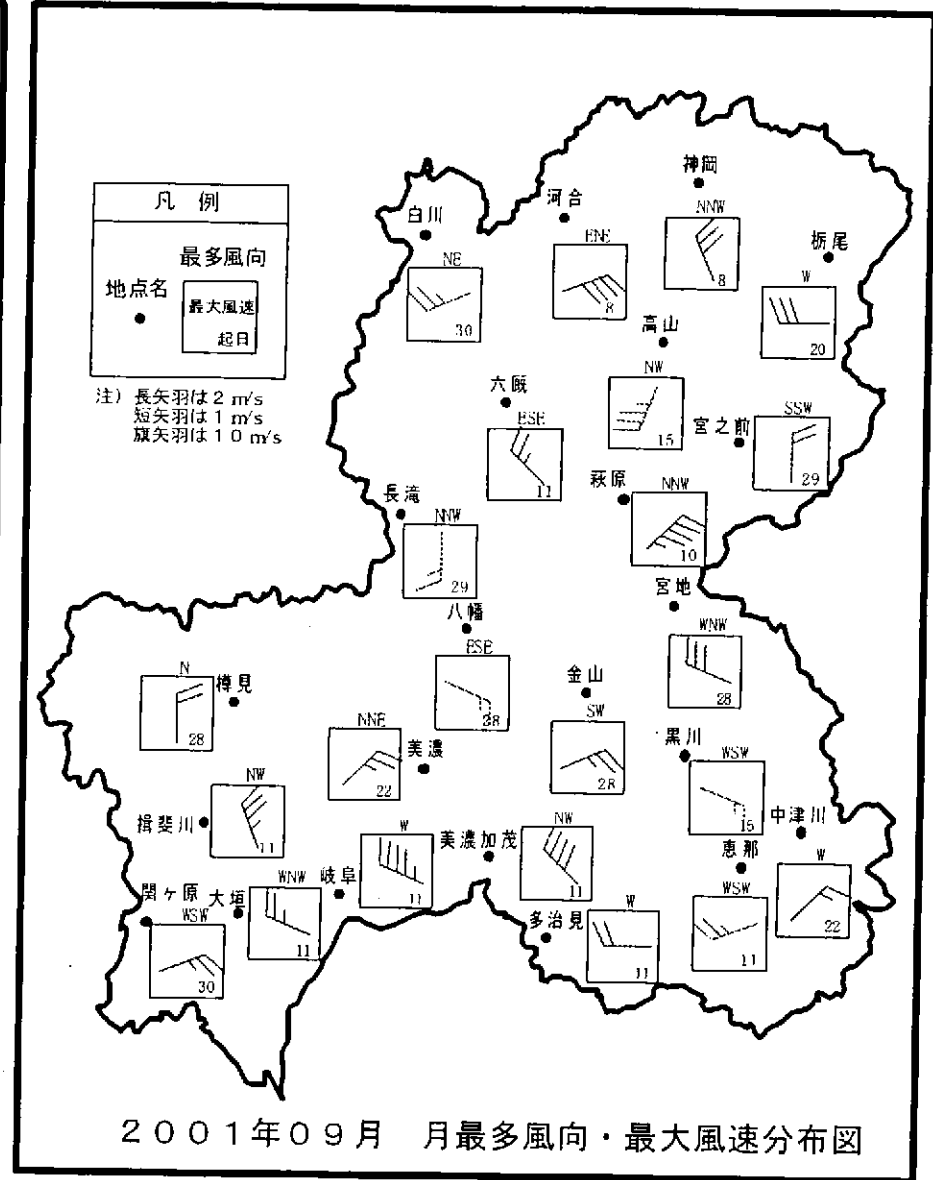 凡 例
最多風向
地点名
最大風速
起日
注) 長矢羽は2 m/s
短矢羽は1 m/s
旗矢羽は10 m/s
神岡
NNW
8
河合
ENE
8
白川
NE
30
栃尾
W
20
高山
NW
15
六厩
ESE
11
宮之前
SSW
29
萩原
NNW
10
長滝
NNW
29
宮地
WNW
28
八幡
ESE
28
金山
SW
28
樽見
N
28
美濃
NNE
22
黒川
WSW
15
揖斐川
NW
11
中津川
W
22
美濃加茂
NW
11
恵那
WSW
11
岐阜
W
11
大垣
WNW
11
関ヶ原
WSW
30
多治見
W
11
2001年09月 月最多風向・最大風速分布図